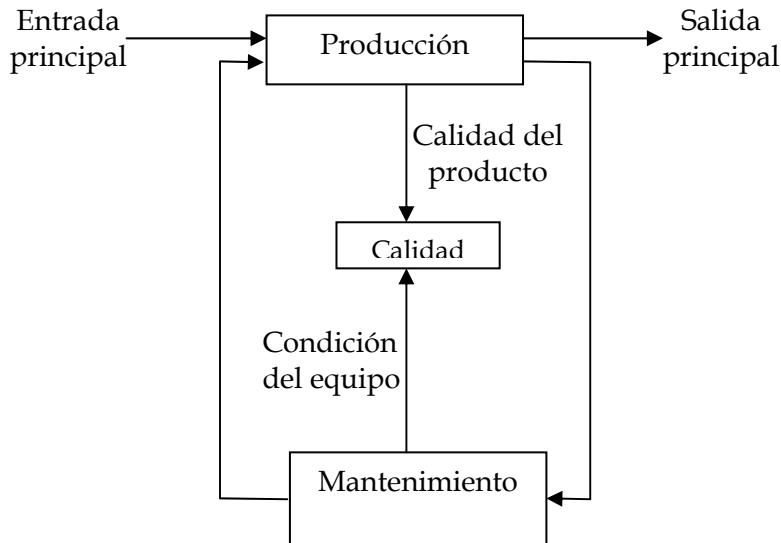 Entrada
principal
Producción
Salida
principal
Calidad del
producto
Calidad
Condición
del equipo
Mantenimiento